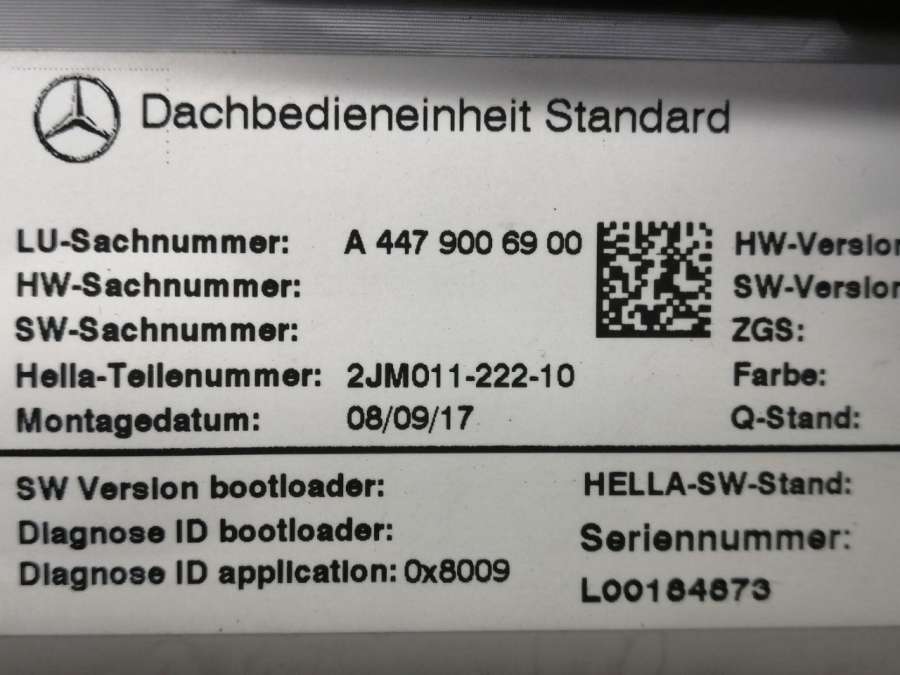 Dachbedieneinheit Standard
LU-Sachnummer: A 447 900 69 00 HW-Version
HW-Sachnummer: SW-Version
SW-Sachnummer: ZGS:
Hella-Teilenummer: 2JM011-222-10 Farbe:
Montagedatum: 08/09/17 Q-Stand:
SW Version bootloader: HELLA-SW-Stand:
Diagnose ID bootloader: Seriennummer:
Diagnose ID application: 0x8009
L00184873